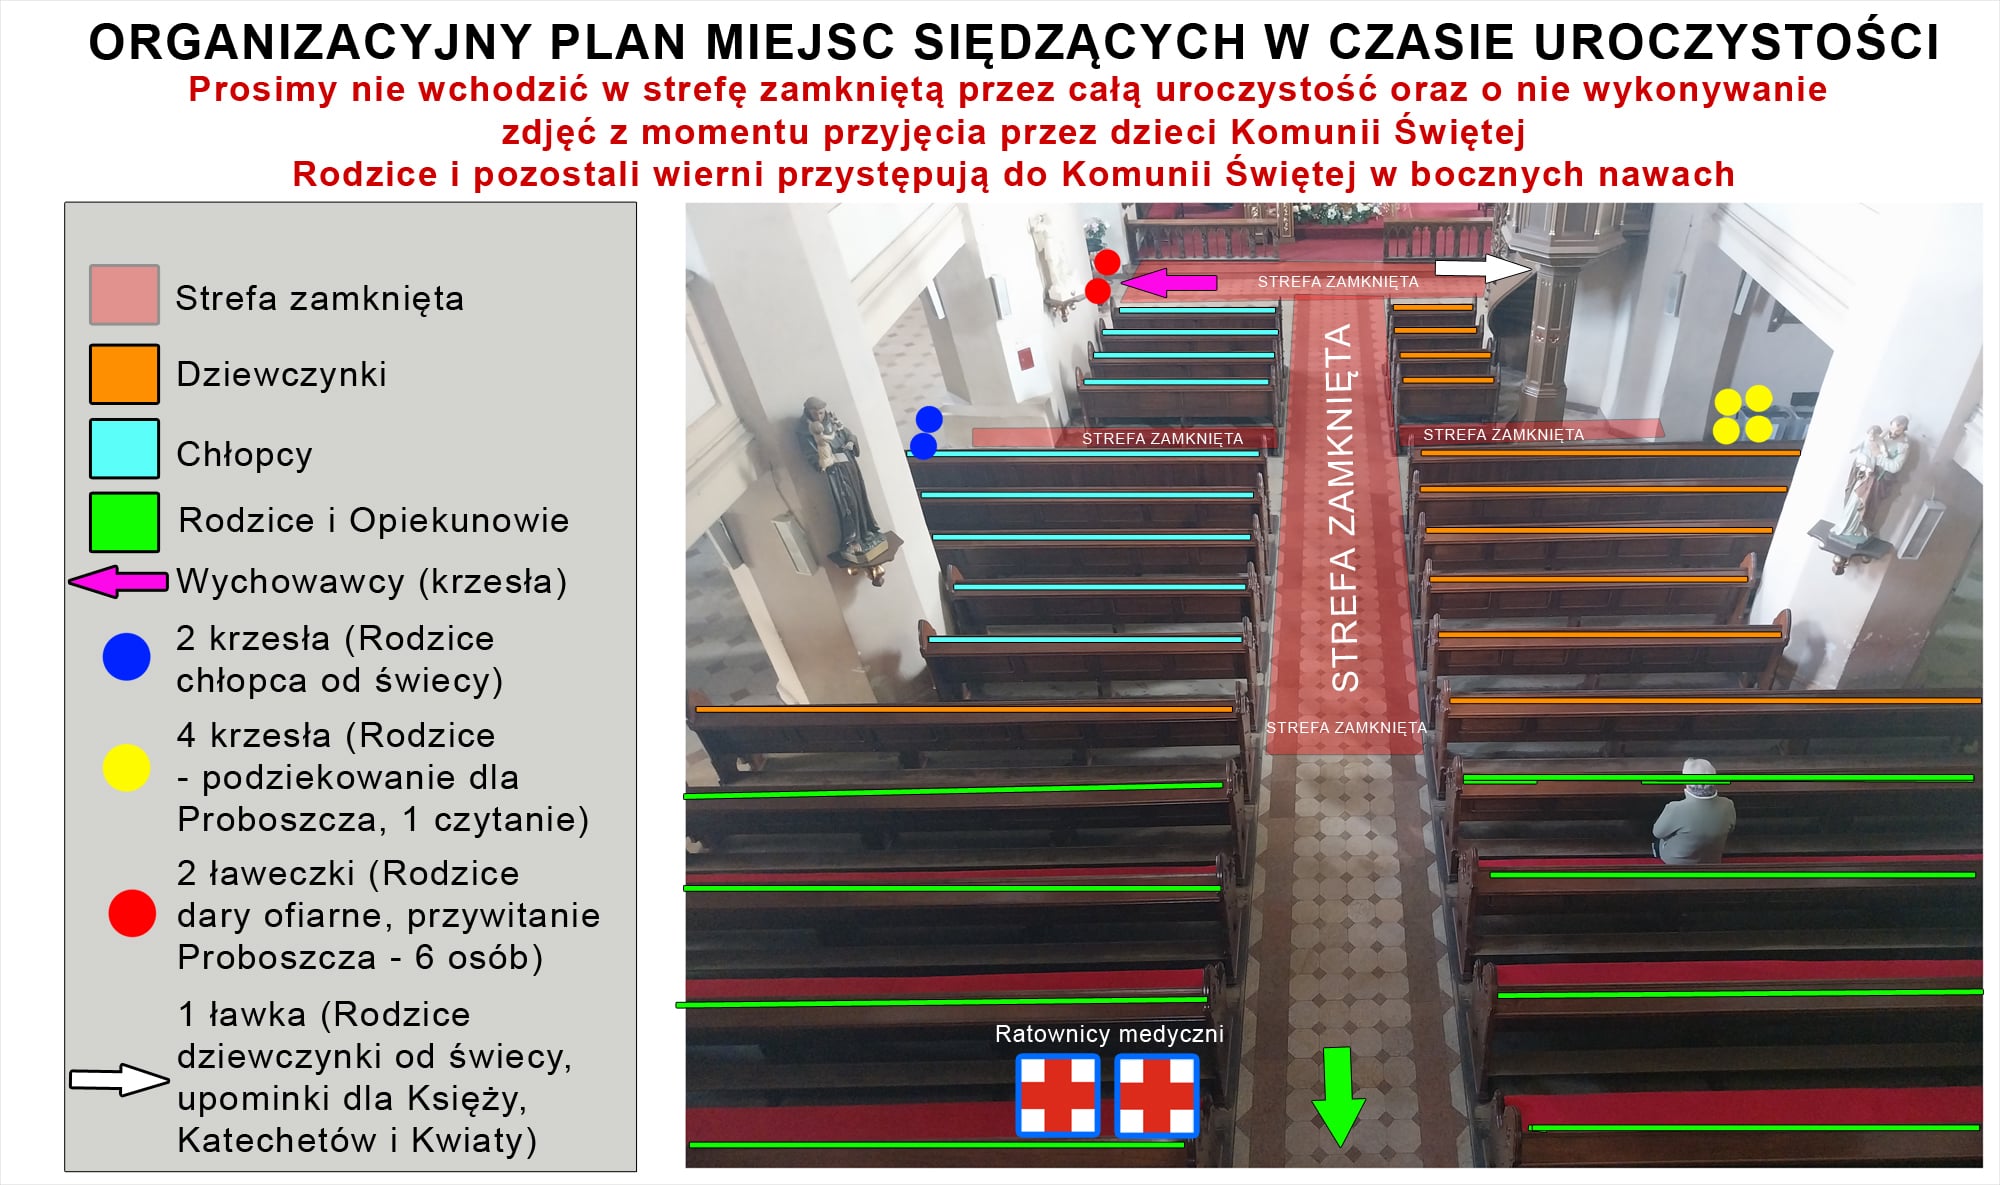 ORGANIZACYJNY PLAN MIEJSC SIĘDZĄCYCH W CZASIE UROCZYSTOŚCI
Prosimy nie wchodzić w strefę zamkniętą przez całą uroczystość oraz o nie wykonywanie
zdjęć z momentu przyjęcia przez dzieci Komunii Świętej
Rodzice i pozostali wierni przystępują do Komunii Świętej w bocznych nawach
Strefa zamknięta
Dziewczynki
Chłopcy
Rodzice i Opiekunowie
Wychowawcy (krzesła)
2 krzesła (Rodzice
chłopca od świecy)
4 krzesła (Rodzice
- podziekowanie dla
Proboszcza, 1 czytanie)
2 ławeczki (Rodzice
dary ofiarne, przywitanie
Proboszcza - 6 osób)
1 ławka (Rodzice
dziewczynki od świecy,
upominki dla Księży,
Katechetów i Kwiaty)
STREFA ZAMKNIĘTA
STREFA ZAMKNIĘTA
STREFA ZAMKNIĘTA
STREFA ZAMKNIĘTA
STREFA ZAMKNIĘTA
Ratownicy medyczni